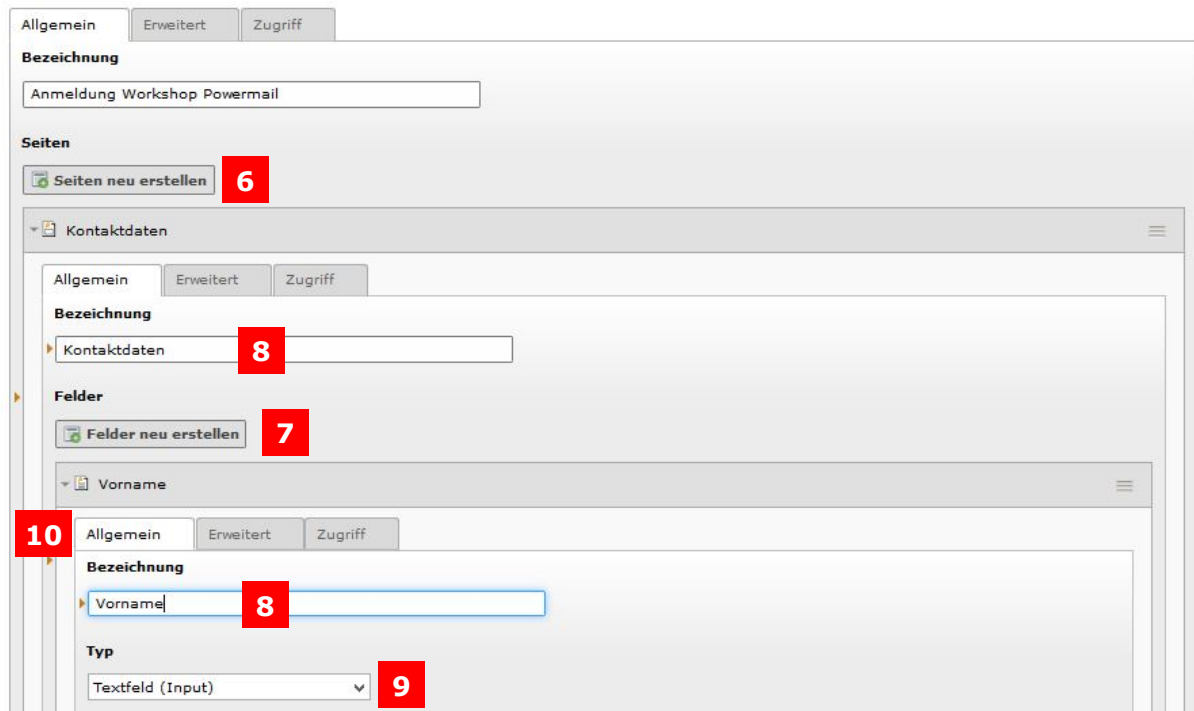 Allgemein Erweitert Zugriff
Bezeichnung
Anmeldung Workshop Powermail
Seiten
Seiten neu erstellen 6
Kontaktdaten
Allgemein Erweitert Zugriff
Bezeichnung
Kontaktdaten 8
Felder
Felder neu erstellen 7
Vorname
10 Allgemein Erweitert Zugriff
Bezeichnung
Vorname 8
Typ
Textfeld (Input) 9